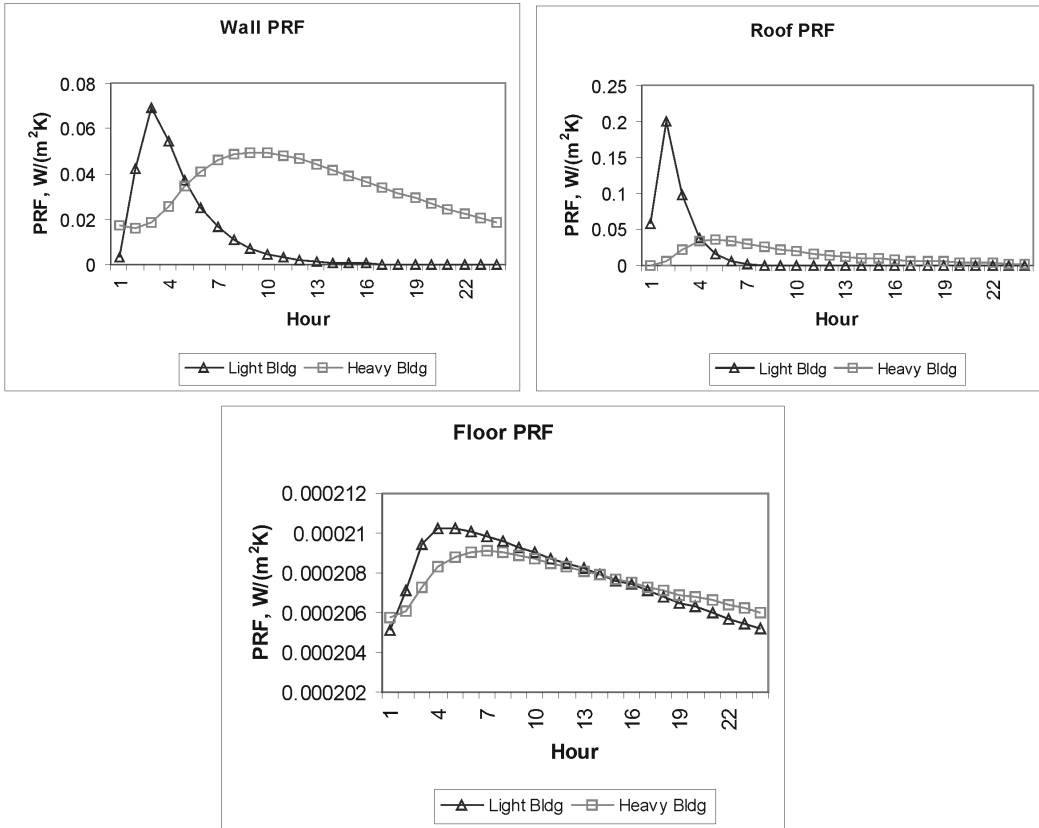 Wall PRF
PRF, W/(m²K)
0.08
0.06
0.04
0.02
0
1
4
7
10
13
16
19
22
Hour
Light Bldg
Heavy Bldg
Roof PRF
PRF, W/(m²K)
0.25
0.2
0.15
0.1
0.05
0
1
4
7
10
13
16
19
22
Hour
Light Bldg
Heavy Bldg
Floor PRF
PRF, W/(m²K)
0.000212
0.00021
0.000208
0.000206
0.000204
0.000202
1
4
7
10
13
16
19
22
Hour
Light Bldg
Heavy Bldg